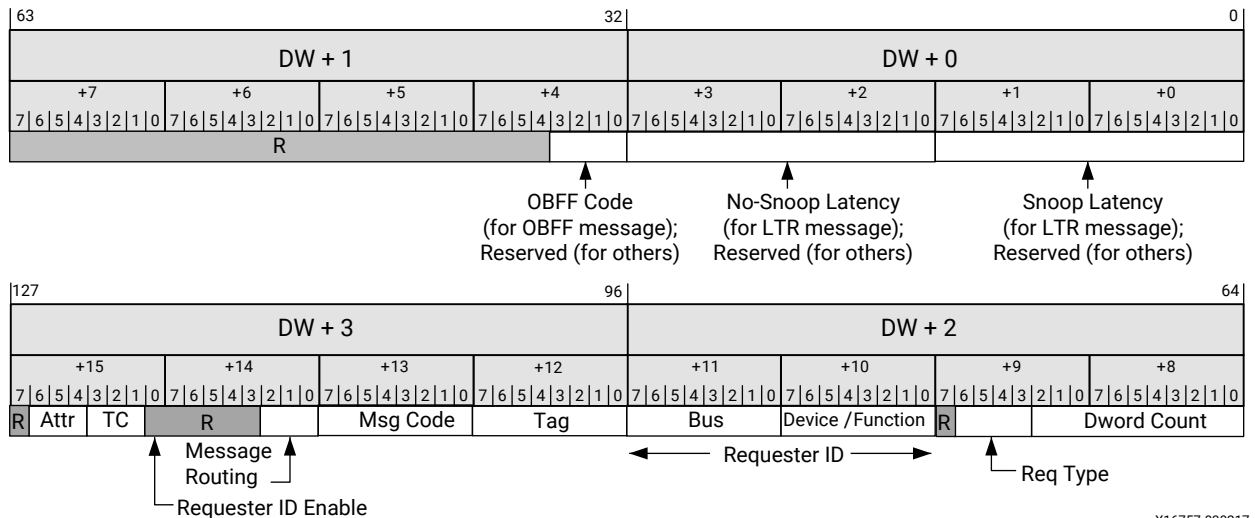 63 32 0
DW + 1 DW + 0
+7 +6 +5 +4 +3 +2 +1 +0
7 6 5 4 3 2 1 0 7 6 5 4 3 2 1 0 7 6 5 4 3 2 1 0 7 6 5 4 3 2 1 0 7 6 5 4 3 2 1 0 7 6 5 4 3 2 1 0 7 6 5 4 3 2 1 0 7 6 5 4 3 2 1 0
R
OBFF Code
(for OBFF message);
Reserved (for others)
No-Snoop Latency
(for LTR message);
Reserved (for others)
Snoop Latency
(for LTR message);
Reserved (for others)
127 96 64
DW + 3 DW + 2
+15 +14 +13 +12 +11 +10 +9 +8
7 6 5 4 3 2 1 0 7 6 5 4 3 2 1 0 7 6 5 4 3 2 1 0 7 6 5 4 3 2 1 0 7 6 5 4 3 2 1 0 7 6 5 4 3 2 1 0 7 6 5 4 3 2 1 0 7 6 5 4 3 2 1 0
R Attr TC R Msg Code Tag Bus Device /Function R Dword Count
Message
Routing
Requester ID
Req Type
Requester ID Enable